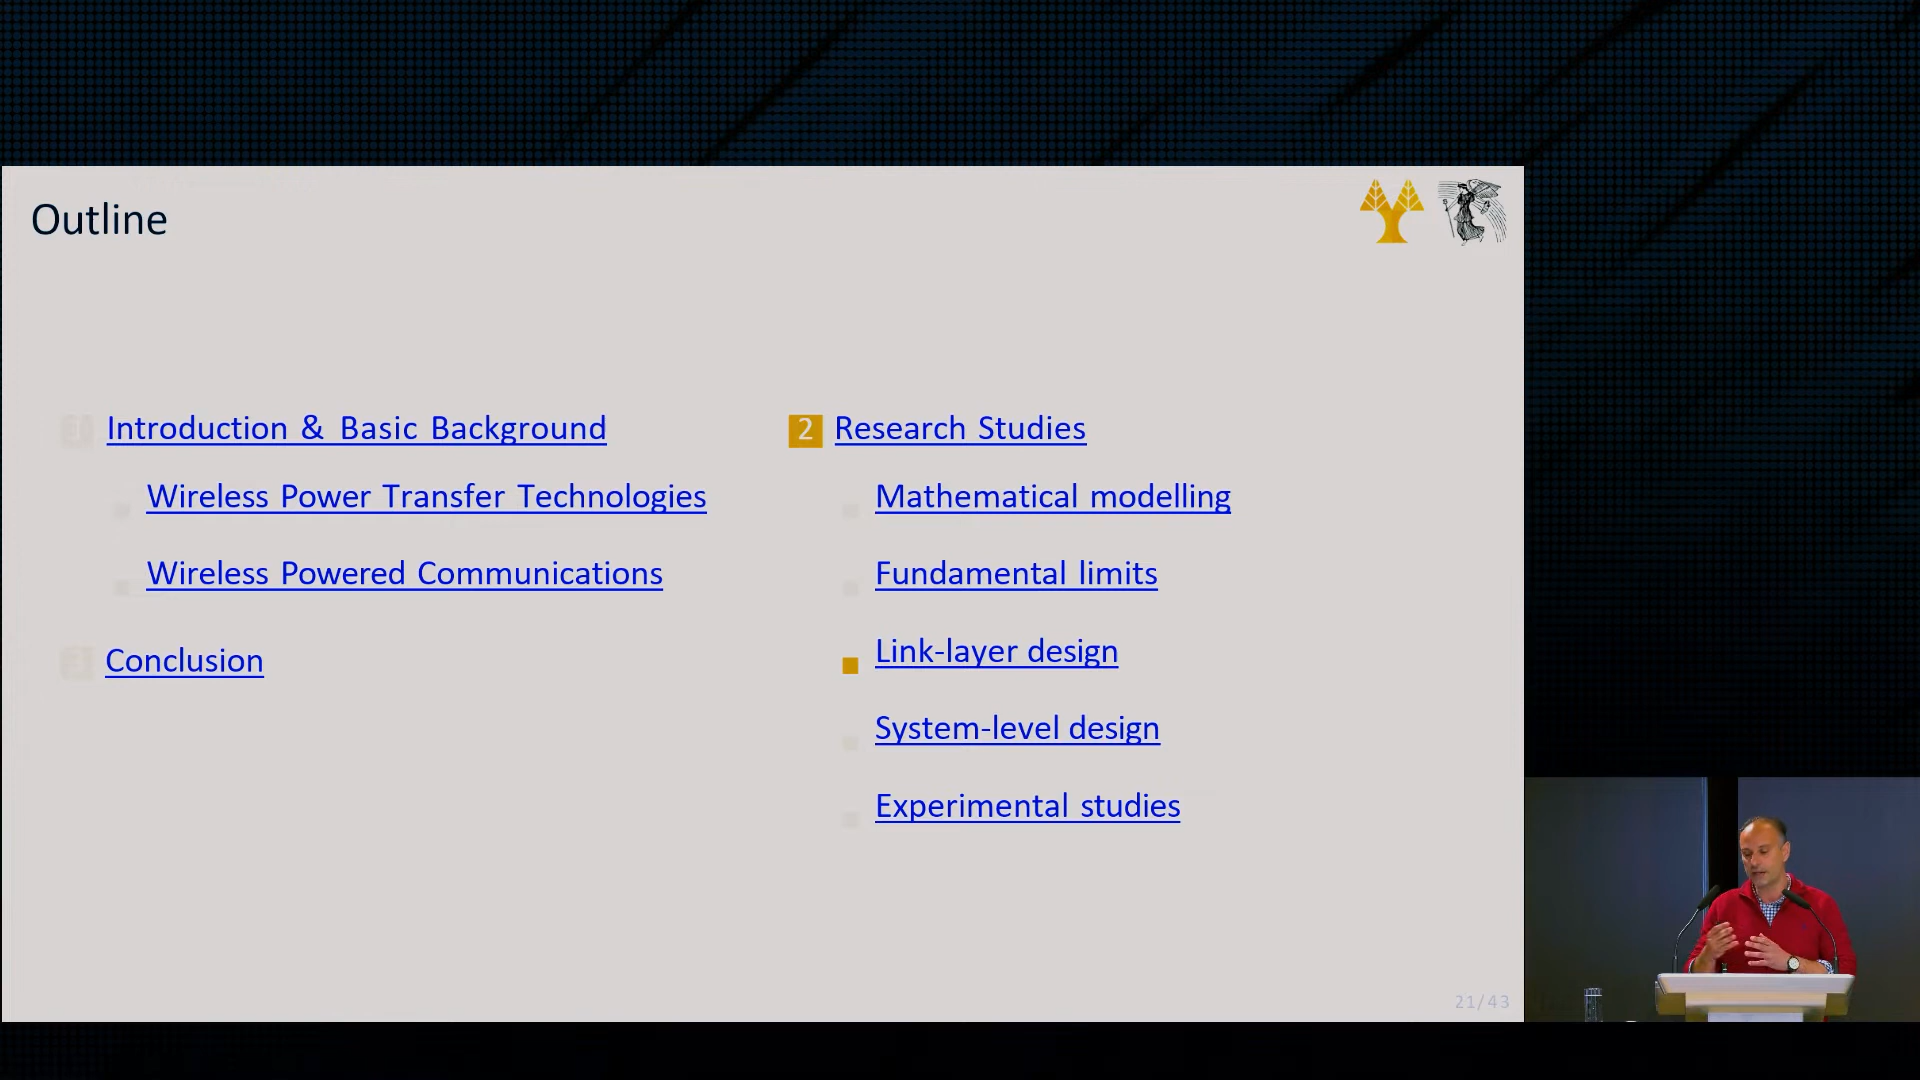 Outline
Introduction & Basic Background
Wireless Power Transfer Technologies
Wireless Powered Communications
Conclusion
2 Research Studies
Mathematical modelling
Fundamental limits
Link-layer design
System-level design
Experimental studies
21/43